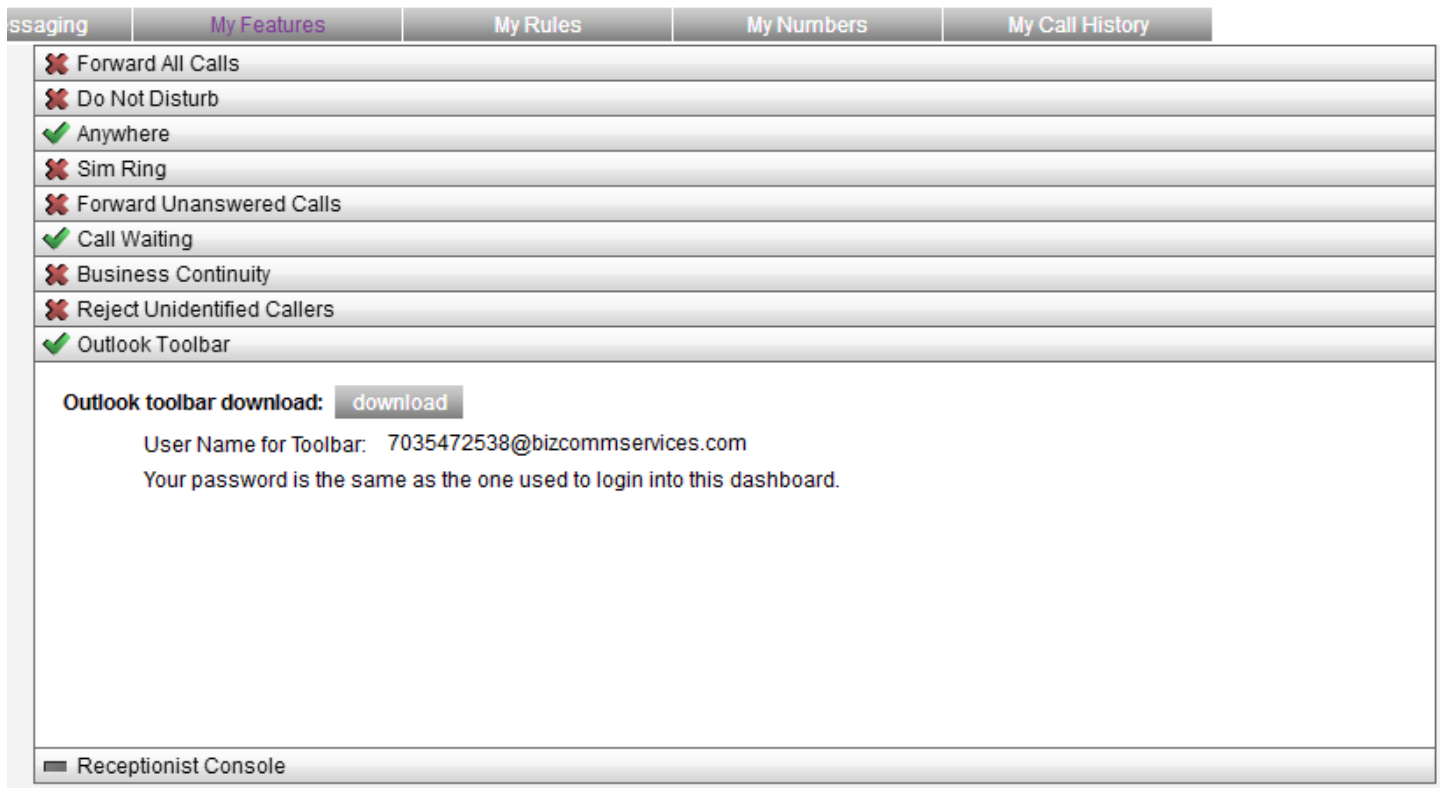 ssaging My Features My Rules My Numbers My Call History
Forward All Calls
Do Not Disturb
Anywhere
Sim Ring
Forward Unanswered Calls
Call Waiting
Business Continuity
Reject Unidentified Callers
Outlook Toolbar
Outlook toolbar download: download
User Name for Toolbar: 7035472538@bizcommservices.com
Your password is the same as the one used to login into this dashboard.
Receptionist Console